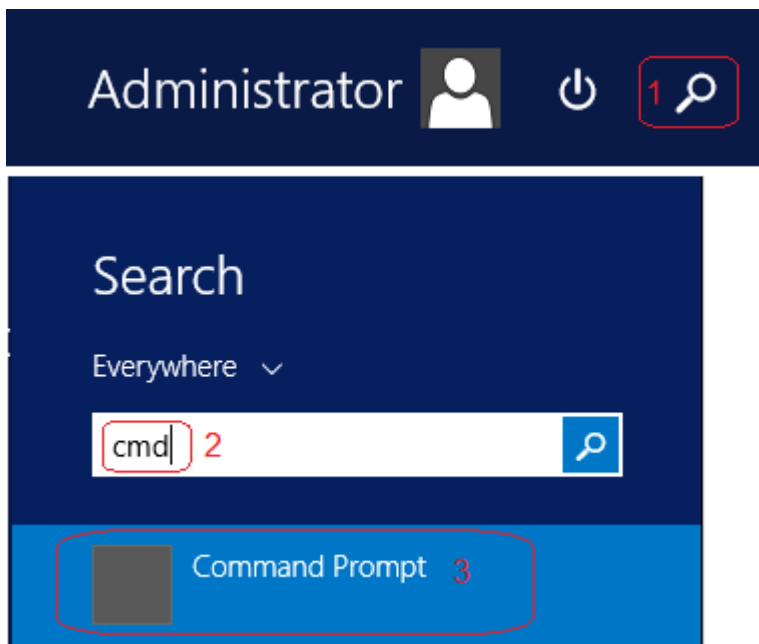 Administrator 1
Search
Everywhere
cmd 2
Command Prompt 3